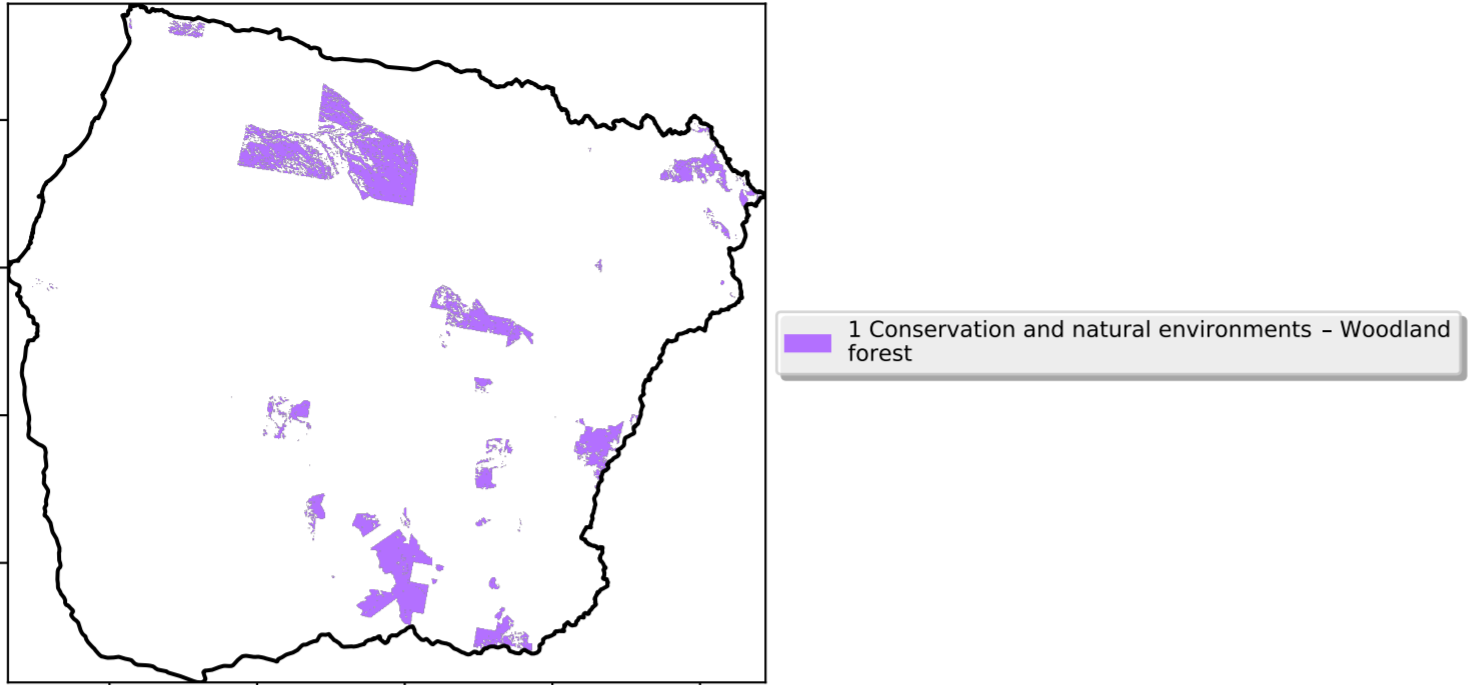 1 Conservation and natural environments – Woodland
forest